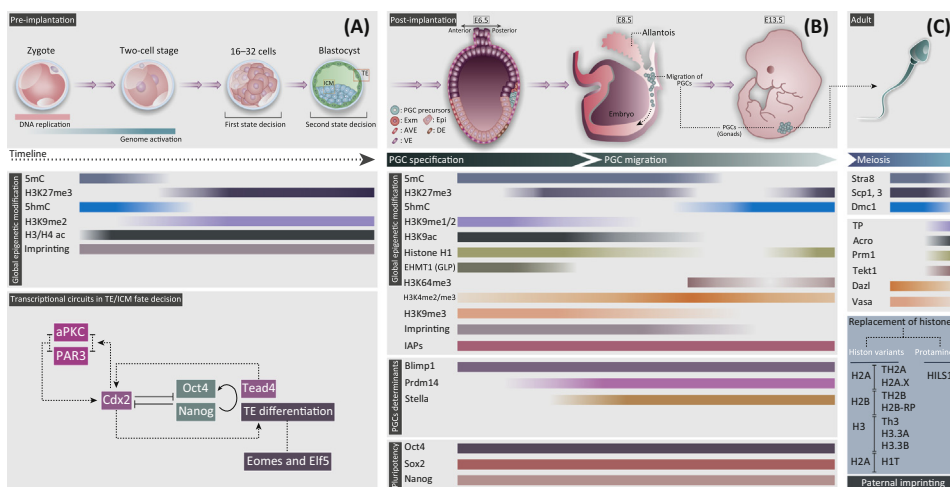 Pre-implantation
(A)
Zygote
Two-cell stage
16–32 cells
Blastocyst
TE
ICM
DNA replication
Genome activation
First state decision
Second state decision
Timeline
Global epigenetic modification
5mC
H3K27me3
5hmC
H3K9me2
H3/H4 ac
Imprinting
Transcriptional circuits in TE/ICM fate decision
aPKC
PAR3
Cdx2
Oct4
Nanog
Tead4
TE differentiation
Eomes and Elf5
Post-implantation
(B)
E6.5
Anterior
Posterior
E8.5
E13.5
Allantois
Migration of
PGCs
Embryo
PGCs
(Gonads)
: PGC precursors
: Exm
: Epi
: AVE
: DE
: VE
PGC specification
PGC migration
Global epigenetic modification
5mC
H3K27me3
5hmC
H3K9me1/2
H3K9ac
Histone H1
EHMT1 (GLP)
H3K64me3
H3K4me2/me3
H3K9me3
Imprinting
IAPs
PGCs determinants
Blimp1
Prdm14
Stella
Pluripotency
Oct4
Sox2
Nanog
Adult
(C)
Meiosis
Stra8
Scp1, 3
Dmc1
TP
Acro
Prm1
Tekt1
Dazl
Vasa
Replacement of histone
Histon variants
Protamine
H2A
TH2A
H2A.X
HILS1
H2B
TH2B
H2B-RP
H3
Th3
H3.3A
H3.3B
H2A
H1T
Paternal imprinting